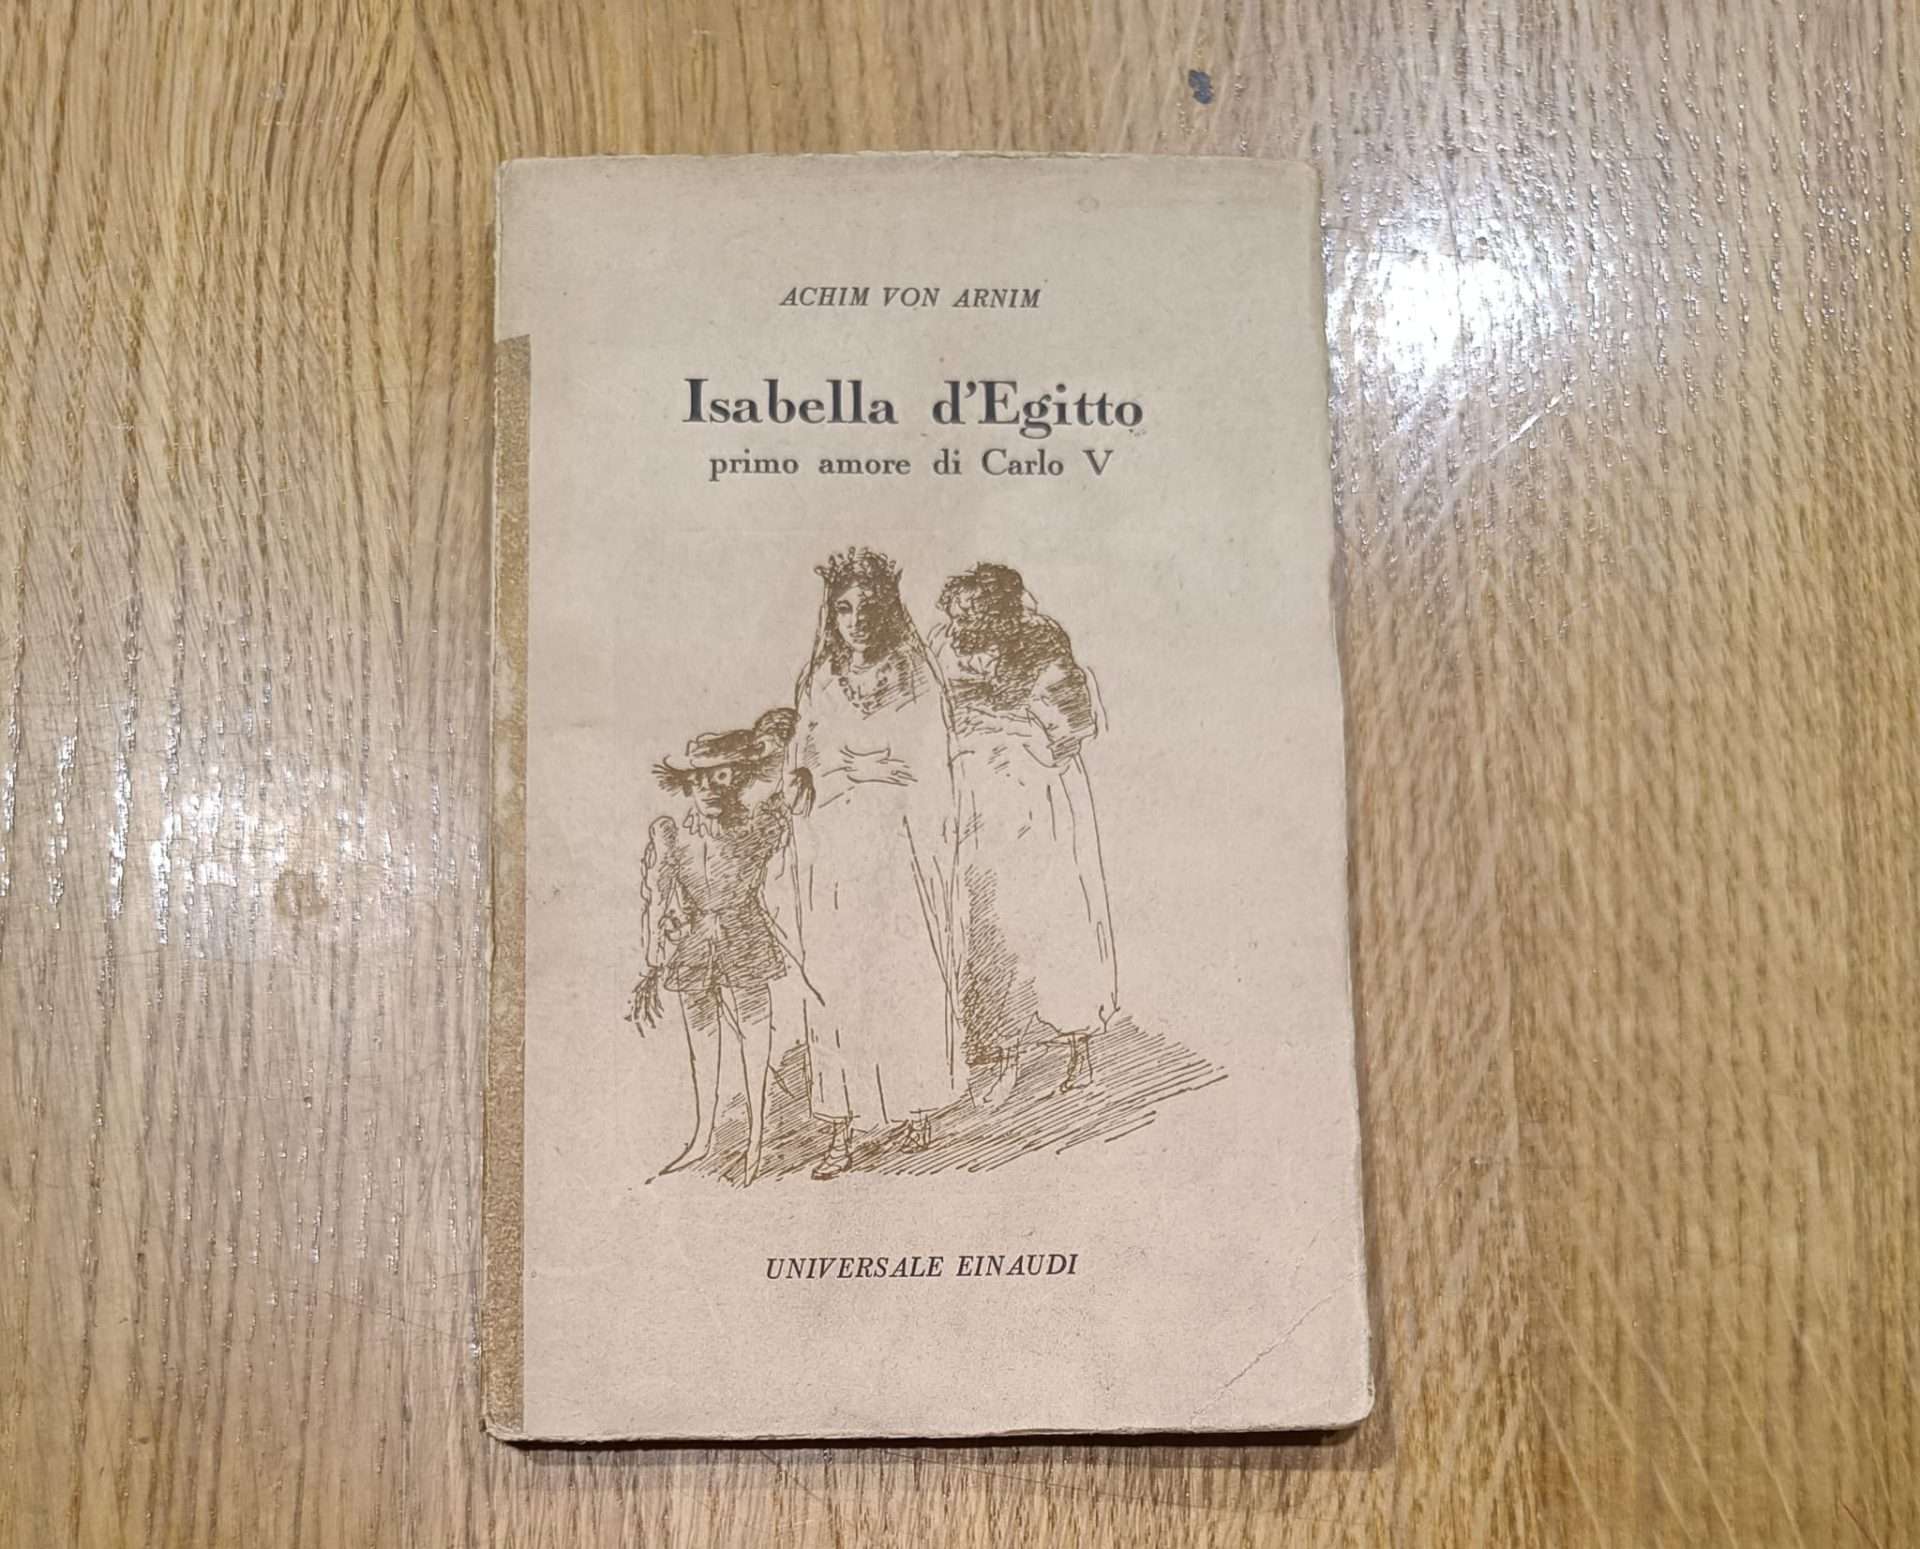 ACHIM VON ARNIM
Isabella d'Egitto
primo amore di Carlo V
UNIVERSALE EINAUDI